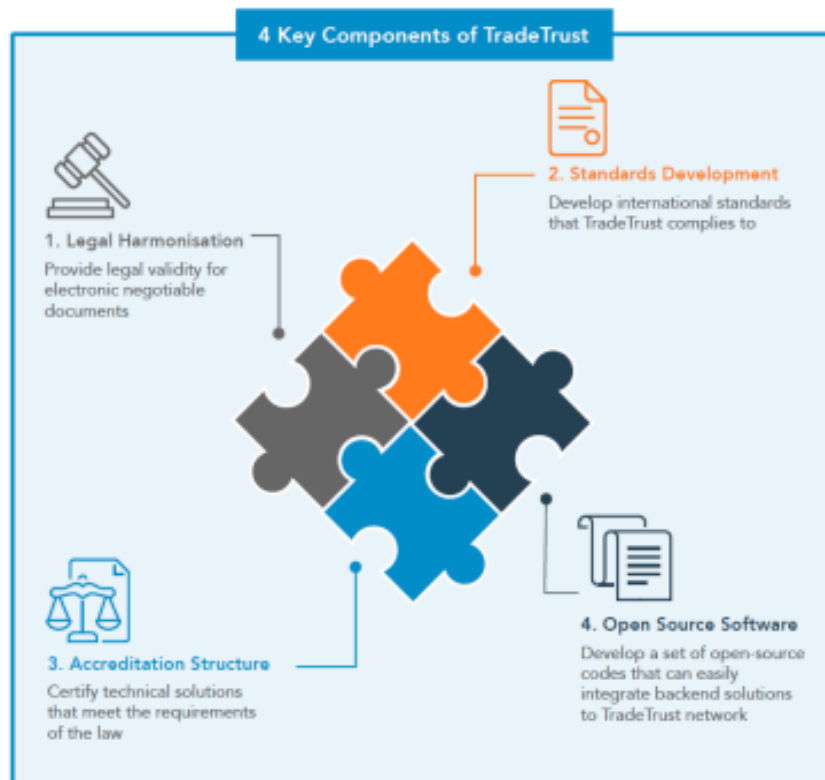 4 Key Components of TradeTrust
1. Legal Harmonisation
Provide legal validity for
electronic negotiable
documents
2. Standards Development
Develop international standards
that TradeTrust complies to
3. Accreditation Structure
Certify technical solutions
that meet the requirements
of the law
4. Open Source Software
Develop a set of open-source
codes that can easily
integrate backend solutions
to TradeTrust network